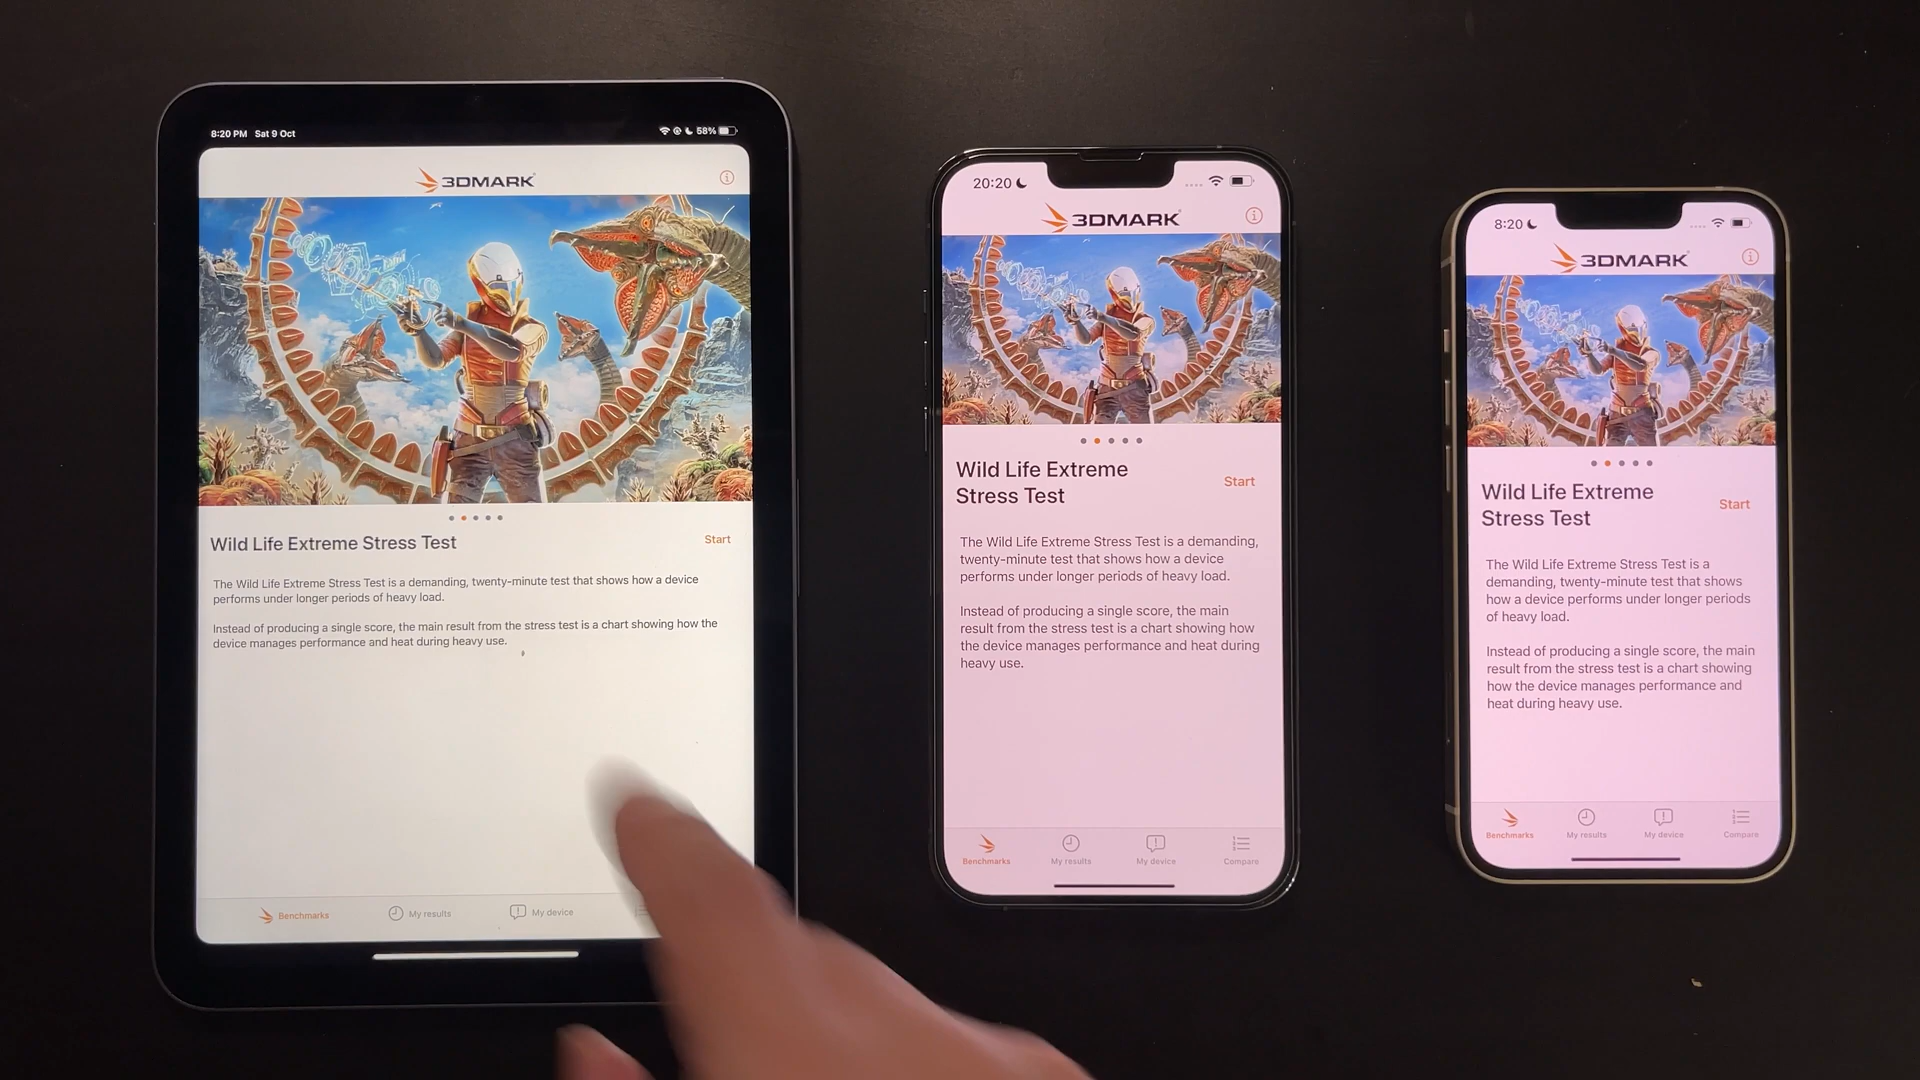 8:20 PM Sat 9 Oct
58%
3DMARK
Wild Life Extreme Stress Test
Start
The Wild Life Extreme Stress Test is a demanding, twenty-minute test that shows how a device
performs under longer periods of heavy load.
Instead of producing a single score, the main result from the stress test is a chart showing how the
device manages performance and heat during heavy use.
Benchmarks
My results
My device
20:20
3DMARK
Wild Life Extreme
Stress Test
Start
The Wild Life Extreme Stress Test is a demanding,
twenty-minute test that shows how a device
performs under longer periods of heavy load.
Instead of producing a single score, the main
result from the stress test is a chart showing how
the device manages performance and heat during
heavy use.
Benchmarks
My results
My device
Compare
8:20
3DMARK
Wild Life Extreme
Stress Test
Start
The Wild Life Extreme Stress Test is a
demanding, twenty-minute test that shows
how a device performs under longer periods
of heavy load.
Instead of producing a single score, the main
result from the stress test is a chart showing
how the device manages performance and
heat during heavy use.
Benchmarks
My results
My device
Compare